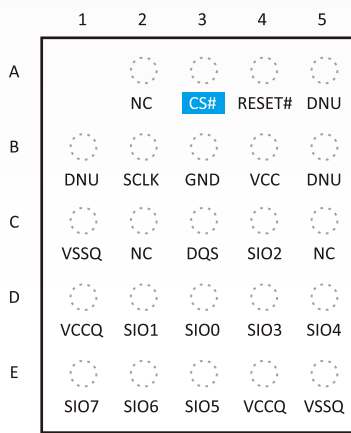 1 2 3 4 5
A
NC CS# RESET# DNU
B
DNU SCLK GND VCC DNU
C
VSSQ NC DQS SIO2 NC
D
VCCQ SIO1 SIO0 SIO3 SIO4
E
SIO7 SIO6 SIO5 VCCQ VSSQ